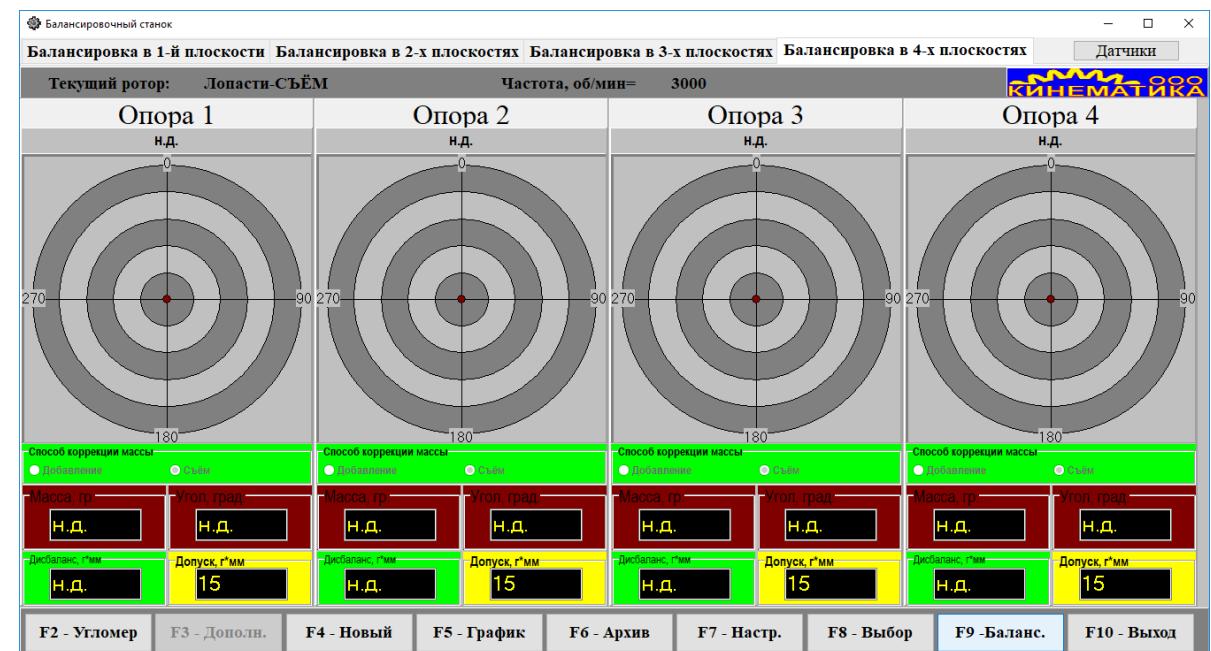 Балансировочный станок
Балансировка в 1-й плоскости Балансировка в 2-х плоскостях Балансировка в 3-х плоскостях Балансировка в 4-х плоскостях Датчики
Текущий ротор: Лопасти-СЪЁМ Частота, об/мин= 3000 КИНЕМАТИКА ООО
Опора 1 Опора 2 Опора 3 Опора 4
н.д. н.д. н.д. н.д.
0 0 0 0
270 90 270 90 270 90 270 90
180 180 180 180
Способ коррекции массы Способ коррекции массы Способ коррекции массы Способ коррекции массы
Добавление Съём Добавление Съём Добавление Съём Добавление Съём
Масса, гр. Угол, град. Масса, гр. Угол, град. Масса, гр. Угол, град. Масса, гр. Угол, град.
н.д. н.д. н.д. н.д. н.д. н.д. н.д. н.д.
Дисбаланс, г*мм Допуск, г*мм Дисбаланс, г*мм Допуск, г*мм Дисбаланс, г*мм Допуск, г*мм Дисбаланс, г*мм Допуск, г*мм
н.д. 15 н.д. 15 н.д. 15 н.д. 15
F2 - Угломер F3 - Дополн. F4 - Новый F5 - График F6 - Архив F7 - Настр. F8 - Выбор F9 -Баланс. F10 - Выход